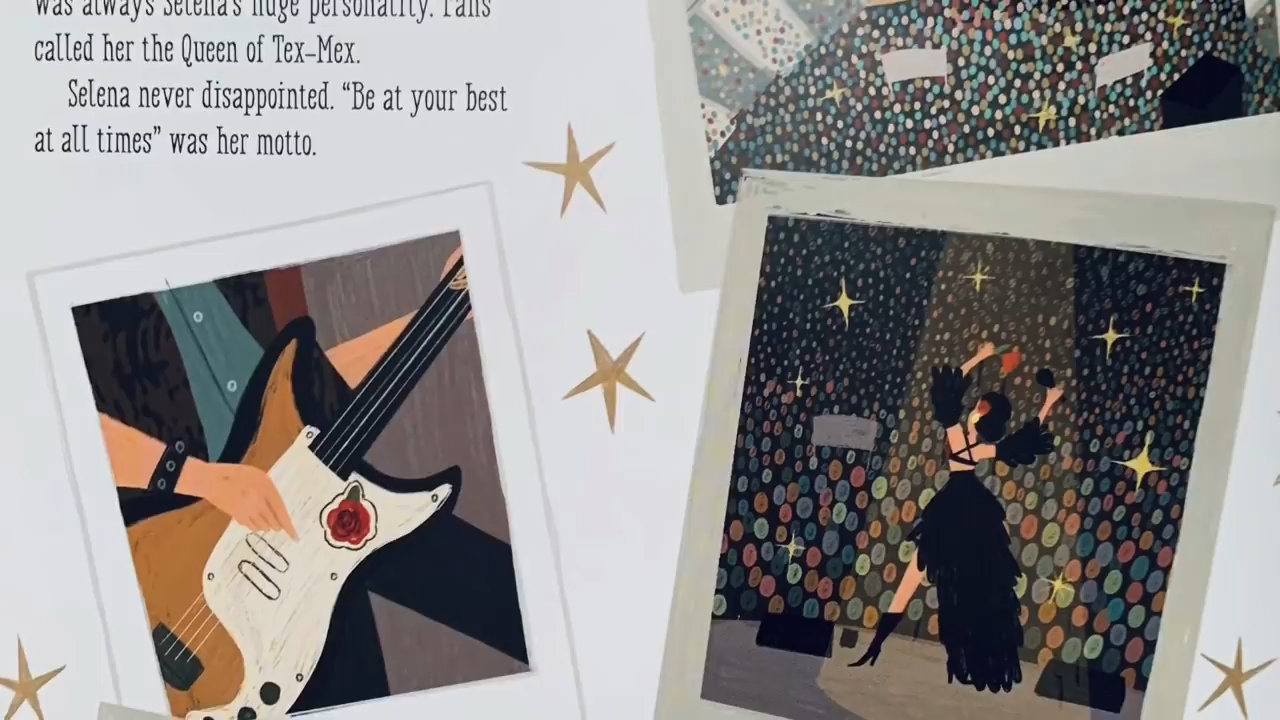 was always Selena's huge personality. Fans
called her the Queen of Tex–Mex.
Selena never disappointed. “Be at your best
at all times” was her motto.